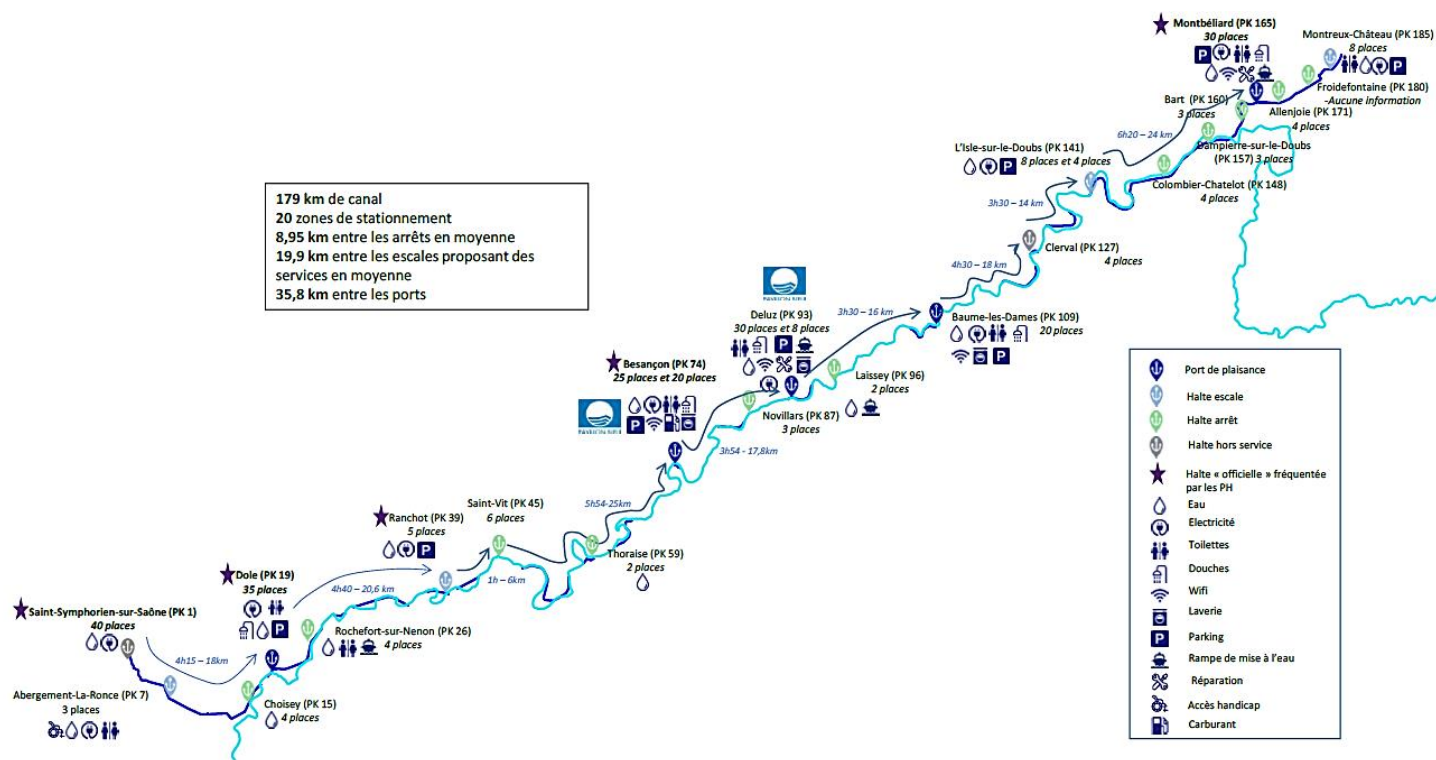 Montbéliard (PK 165)
30 places
Montreux-Château (PK 185)
8 places
Froidefontaine (PK 180)
-Aucune information
Bart (PK 160)
3 places
Allenjoie (PK 171)
4 places
6h20 – 24 km
L'Isle-sur-le-Doubs (PK 141)
8 places et 4 places
Dampierre-sur-le-Doubs
(PK 157) 3 places
Colombier-Chatelot (PK 148)
4 places
179 km de canal
20 zones de stationnement
8,95 km entre les arrêts en moyenne
19,9 km entre les escales proposant des
services en moyenne
35,8 km entre les ports
3h30 – 14 km
Clerval (PK 127)
4 places
4h30 – 18 km
Deluz (PK 93)
30 places et 8 places
3h30 – 16 km
Baume-les-Dames (PK 109)
20 places
Besançon (PK 74)
25 places et 20 places
Laissey (PK 96)
2 places
Novillars (PK 87)
3 places
3h54 - 17,8km
Saint-Vit (PK 45)
6 places
5h54-25km
Ranchot (PK 39)
5 places
Thoraise (PK 59)
2 places
1h – 6km
Dole (PK 19)
35 places
4h40 – 20,6 km
Saint-Symphorien-sur-Saône (PK 1)
40 places
Rochefort-sur-Nenon (PK 26)
4 places
4h15 – 18km
Abergement-La-Ronce (PK 7)
3 places
Choisey (PK 15)
4 places
Port de plaisance
Halte escale
Halte arrêt
Halte hors service
Halte « officielle » fréquentée
par les PH
Eau
Electricité
Toilettes
Douches
Wifi
Laverie
P Parking
Rampe de mise à l'eau
Réparation
Accès handicap
Carburant